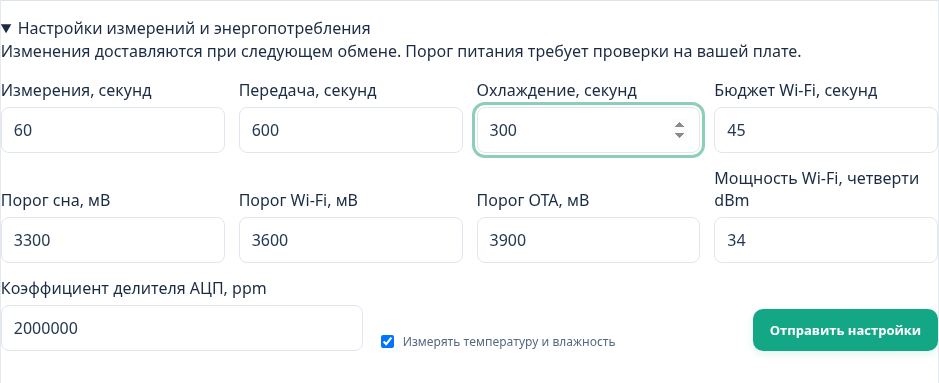 Настройки измерений и энергопотребления
Изменения доставляются при следующем обмене. Порог питания требует проверки на вашей плате.
Измерения, секунд
Передача, секунд
Охлаждение, секунд
Бюджет Wi-Fi, секунд
60
600
300
45
Порог сна, мВ
Порог Wi-Fi, мВ
Порог OTA, мВ
Мощность Wi-Fi, четверти
dBm
3300
3600
3900
34
Коэффициент делителя АЦП, ppm
2000000
Измерять температуру и влажность
Отправить настройки